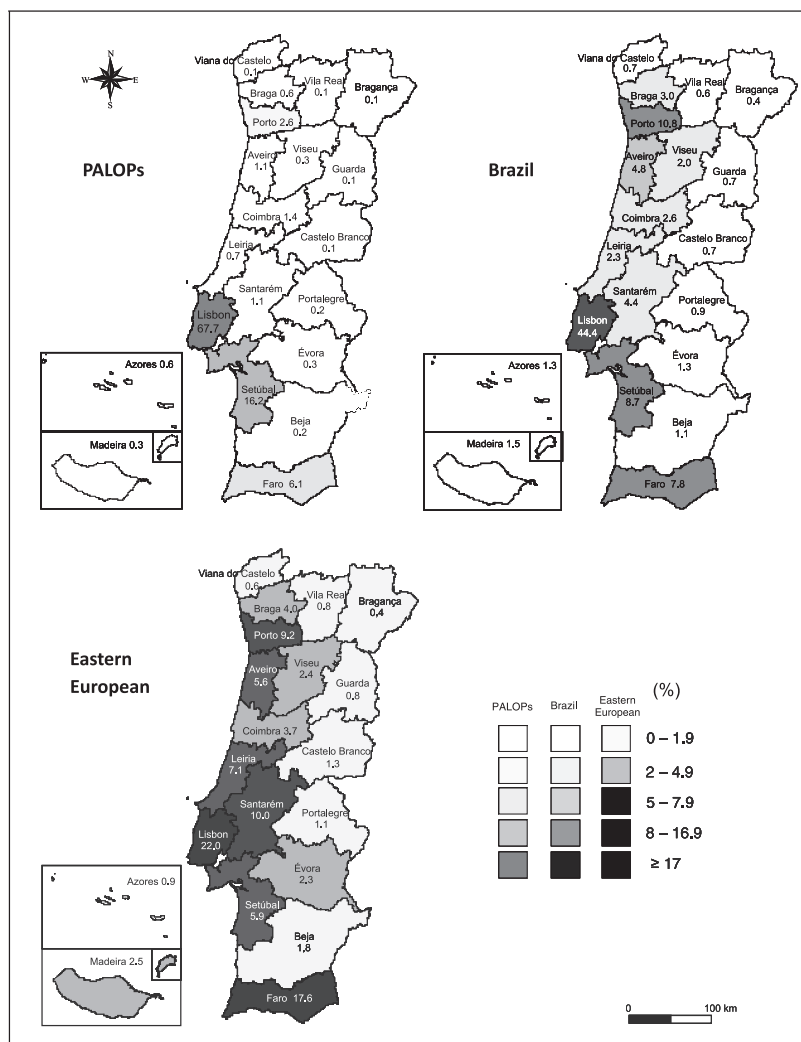 N
W E
S
PALOPs
Viana do Castelo
0.1
Braga 0.6
Vila Real
0.1
Bragança
0.1
Porto 2.6
Aveiro
1.1
Viseu
0.3
Guarda
0.1
Coimbra 1.4
Leiria
0.7
Castelo Branco
0.1
Santarém
1.1
Portalegre
0.2
Lisbon
67.7
Évora
0.3
Setúbal
16.2
Beja
0.2
Faro 6.1
Azores 0.6
Madeira 0.3
Brazil
Viana do Castelo
0.7
Braga 3.0
Vila Real
0.6
Bragança
0.4
Porto 10.8
Aveiro
4.8
Viseu
2.0
Guarda
0.7
Coimbra 2.6
Leiria
2.3
Castelo Branco
0.7
Santarém
4.4
Portalegre
0.9
Lisbon
44.4
Évora
1.3
Setúbal
8.7
Beja
1.1
Faro 7.8
Azores 1.3
Madeira 1.5
Eastern
European
Viana do Castelo
0.6
Braga 4.0
Vila Real
0.8
Bragança
0.4
Porto 9.2
Aveiro
5.6
Viseu
2.4
Guarda
0.8
Coimbra 3.7
Leiria
7.1
Castelo Branco
1.3
Santarém
10.0
Portalegre
1.1
Lisbon
22.0
Évora
2.3
Setúbal
5.9
Beja
1,8
Faro 17.6
Azores 0.9
Madeira 2.5
PALOPs Brazil Eastern
European
(%)
0 – 1.9
2 – 4.9
5 – 7.9
8 – 16.9
≥ 17
0 100 km